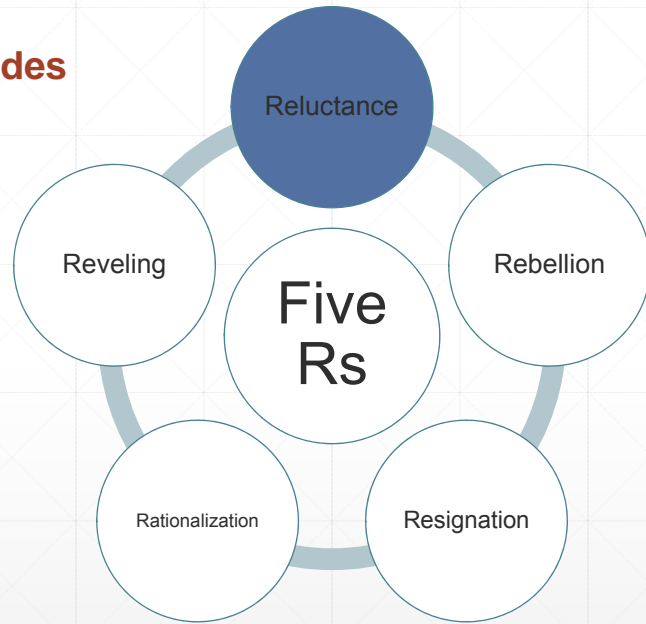 des
Reluctance
Reveling
Rebellion
Five
Rs
Rationalization
Resignation